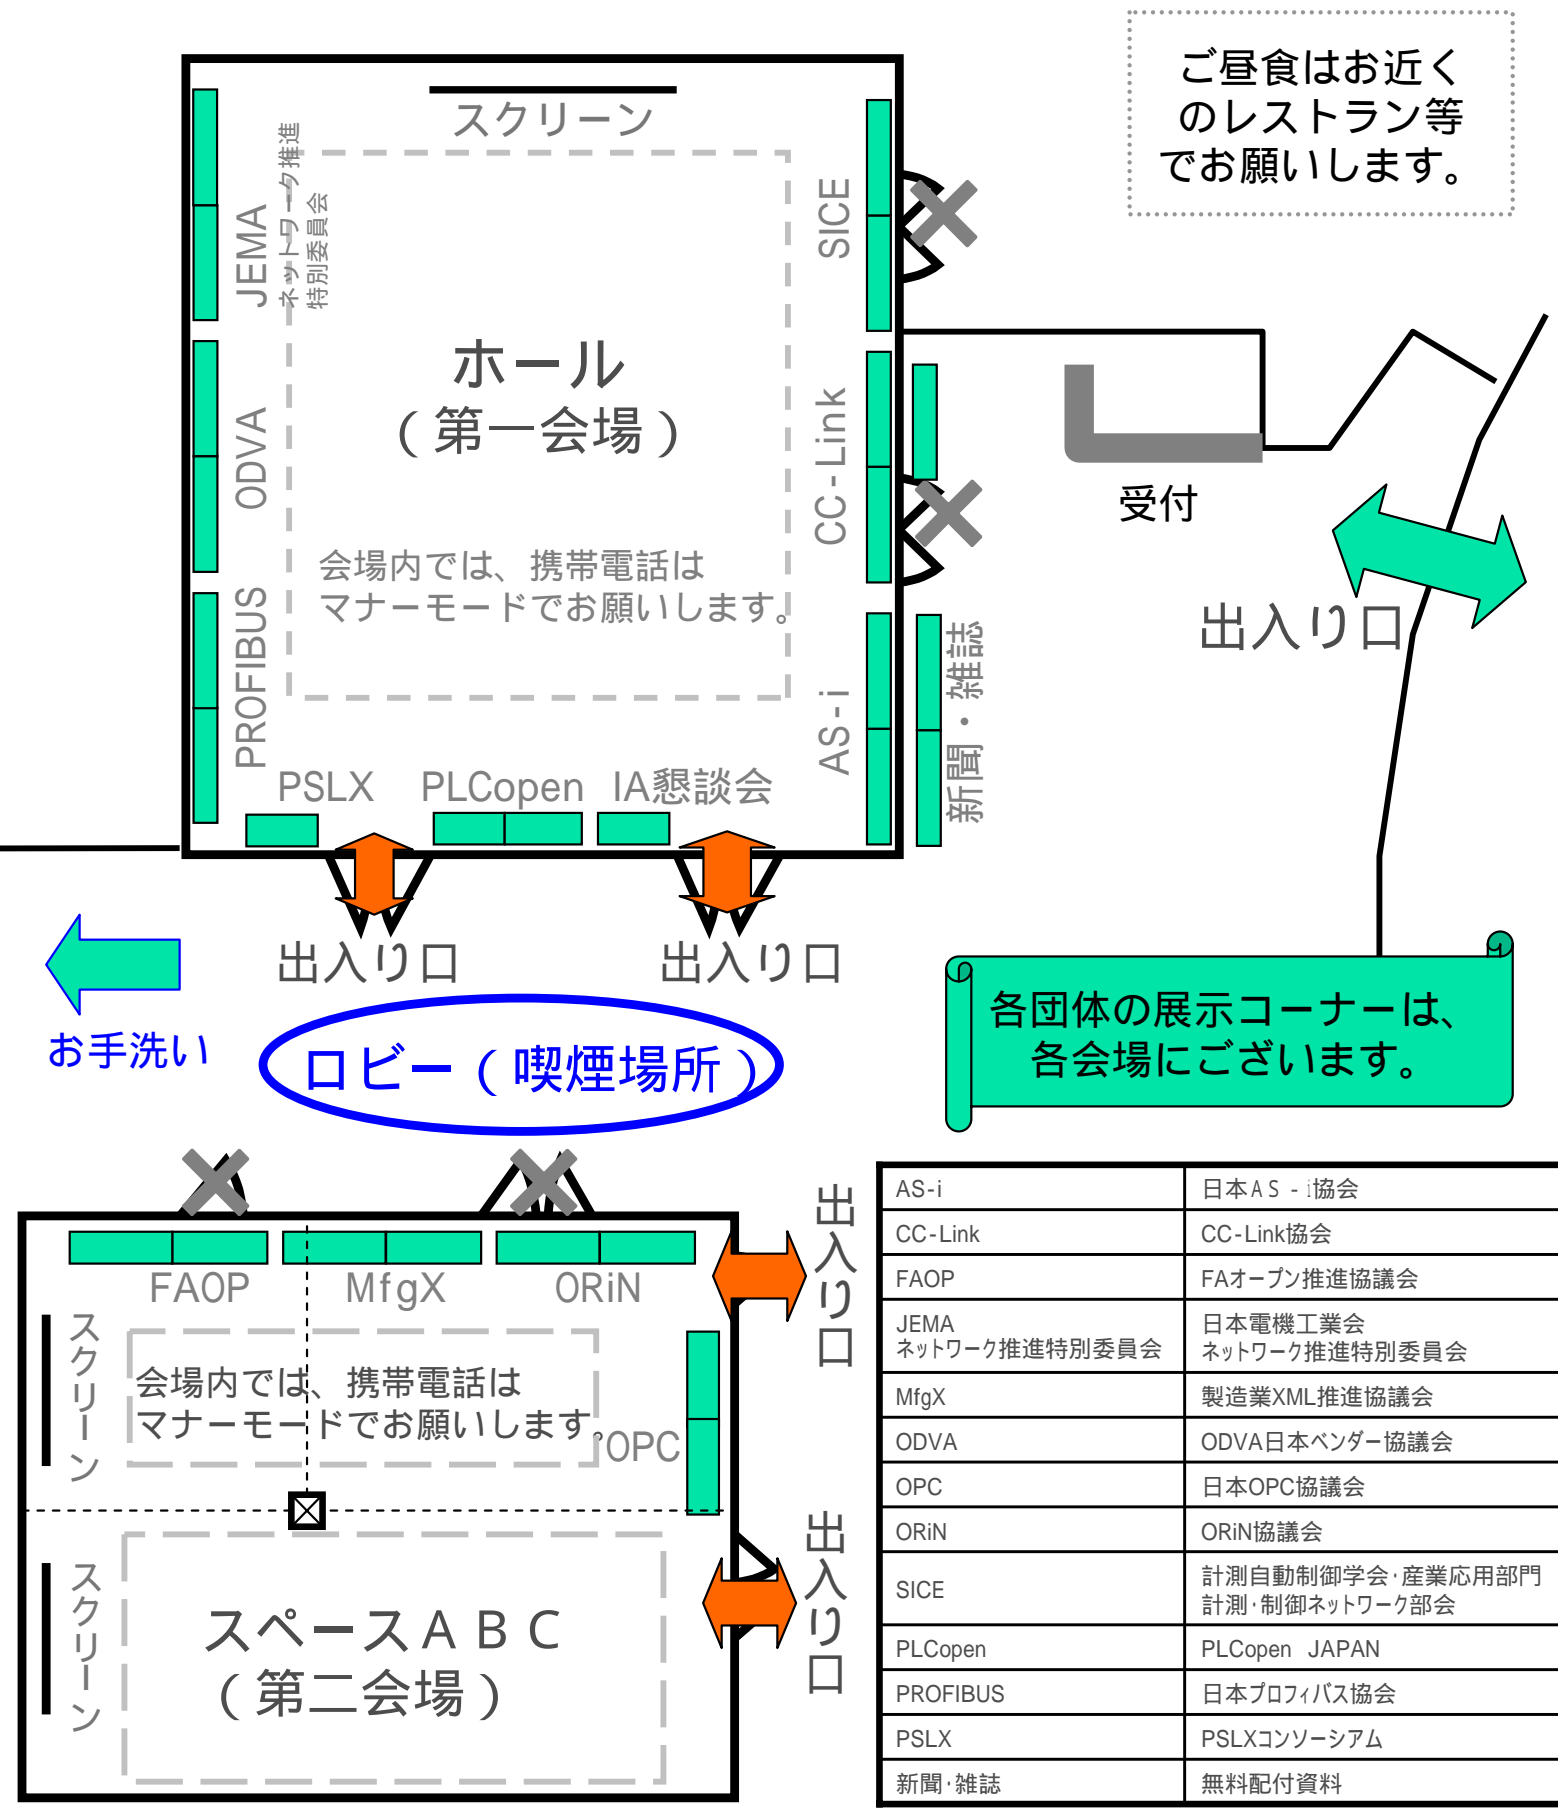 ご昼食はお近く
のレストラン等
でお願いします。
スクリーン
JEMA
ネットワーク推進
特別委員会
SICE
ホール
（第一会場）
ODVA
CC-Link
受付
会場内では、携帯電話は
マナーモードでお願いします。
出入り口
PROFIBUS
AS-i
新聞・雑誌
PSLX
PLCopen
IA懇談会
出入り口
出入り口
お手洗い
ロビー（喫煙場所）
各団体の展示コーナーは、
各会場にございます。
FAOP
MfgX
ORiN
出入り口
スクリーン
会場内では、携帯電話は
マナーモードでお願いします。
OPC
スクリーン
スペースＡＢＣ
（第二会場）
出入り口
AS-i 日本ＡＳ-i協会
CC-Link CC-Link協会
FAOP FAオープン推進協議会
JEMA 日本電機工業会
ネットワーク推進特別委員会 ネットワーク推進特別委員会
MfgX 製造業XML推進協議会
ODVA ODVA日本ベンダー協議会
OPC 日本OPC協議会
ORiN ORiN協議会
SICE 計測自動制御学会･産業応用部門
計測･制御ネットワーク部会
PLCopen PLCopen JAPAN
PROFIBUS 日本プロフィバス協会
PSLX PSLXコンソーシアム
新聞･雑誌 無料配付資料